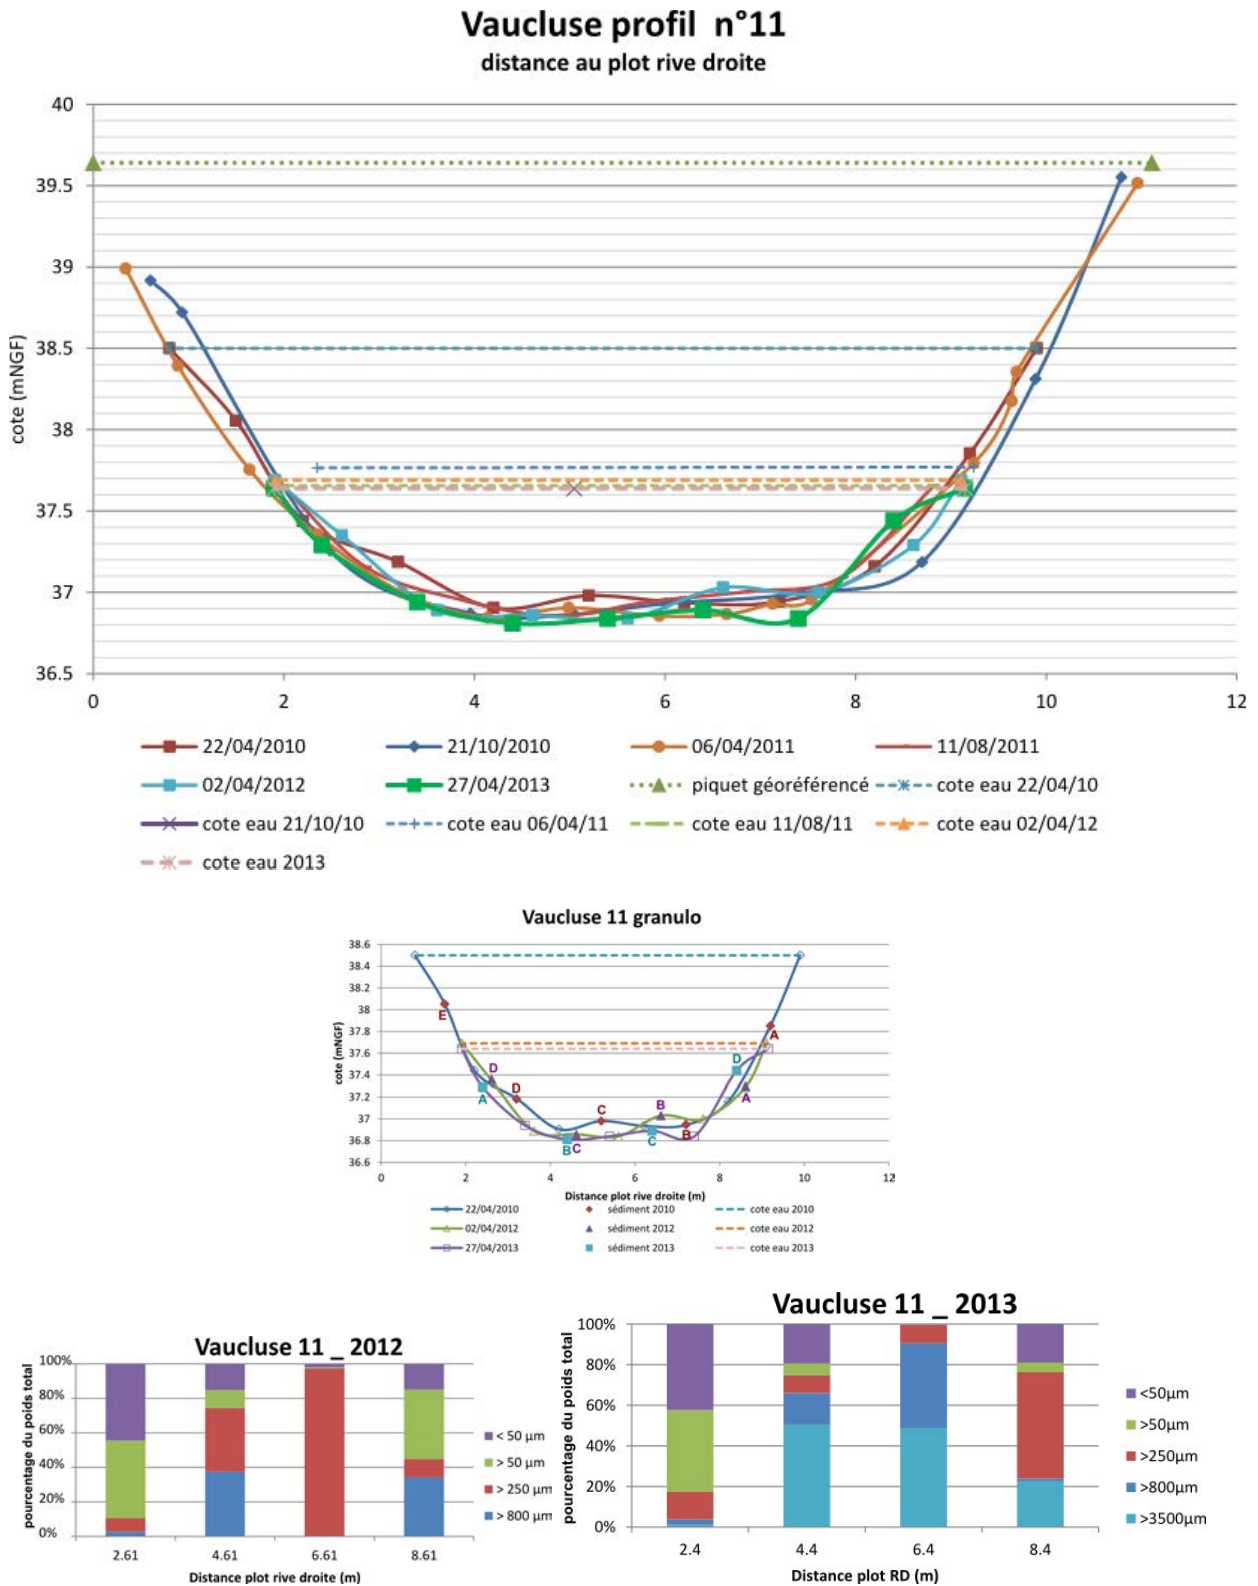 Vaucluse profil n°11
distance au plot rive droite
cote (mNGF)
40
39.5
39
38.5
38
37.5
37
36.5
0 2 4 6 8 10 12
22/04/2010 21/10/2010 06/04/2011 11/08/2011
02/04/2012 27/04/2013 piquet géoréférencé cote eau 22/04/10
cote eau 21/10/10 cote eau 06/04/11 cote eau 11/08/11 cote eau 02/04/12
cote eau 2013
Vaucluse 11 granulo
cote (mNGF)
38.6
38.4
38.2
38
37.8
37.6
37.4
37.2
37
36.8
36.6
E
A
D
D
D
A
A
C
B
B
C
B
C
0 2 4 6 8 10 12
Distance plot rive droite (m)
22/04/2010 sédiment 2010 cote eau 2010
02/04/2012 sédiment 2012 cote eau 2012
27/04/2013 sédiment 2013 cote eau 2013
Vaucluse 11 _ 2012
pourcentage du poids total
100%
80%
60%
40%
20%
0%
2.61 4.61 6.61 8.61
Distance plot rive droite (m)
< 50 µm
> 50 µm
> 250 µm
> 800 µm
Vaucluse 11 _ 2013
pourcentage du poids total
100%
80%
60%
40%
20%
0%
2.4 4.4 6.4 8.4
Distance plot RD (m)
<50µm
>50µm
>250µm
>800µm
>3500µm